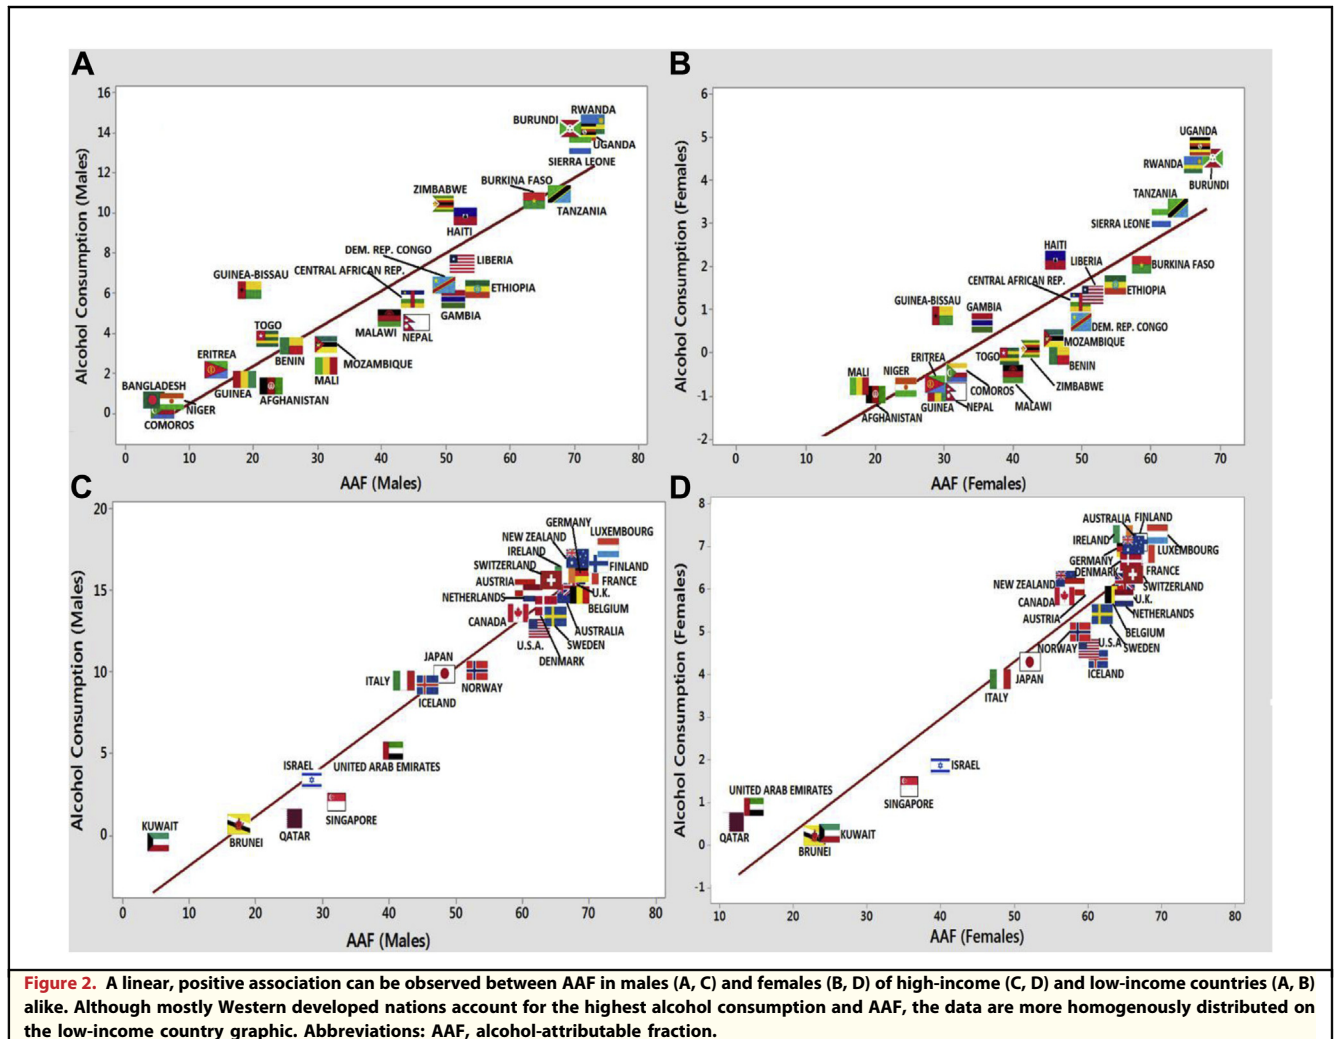 A
Alcohol Consumption (Males)
16
14
12
10
8
6
4
2
0
RWANDA
BURUNDI
UGANDA
SIERRA LEONE
BURKINA FASO
TANZANIA
ZIMBABWE
HAITI
DEM. REP. CONGO
LIBERIA
CENTRAL AFRICAN REP.
GUINEA-BISSAU
ETHIOPIA
GAMBIA
MALAWI
NEPAL
TOGO
BENIN
MOZAMBIQUE
ERITREA
MALI
GUINEA
AFGHANISTAN
BANGLADESH
NIGER
COMOROS
0 10 20 30 40 50 60 70 80
AAF (Males)
B
Alcohol Consumption (Females)
6
5
4
3
2
1
0
-1
-2
UGANDA
RWANDA
BURUNDI
TANZANIA
SIERRA LEONE
HAITI
LIBERIA
BURKINA FASO
CENTRAL AFRICAN REP.
ETHIOPIA
GUINEA-BISSAU
GAMBIA
DEM. REP. CONGO
MOZAMBIQUE
TOGO
BENIN
ERITREA
MALI
NIGER
ZIMBABWE
COMOROS
GUINEA
NEPAL
MALAWI
AFGHANISTAN
0 10 20 30 40 50 60 70
AAF (Females)
C
Alcohol Consumption (Males)
20
15
10
5
0
GERMANY
LUXEMBOURG
NEW ZEALAND
IRELAND
SWITZERLAND
FINLAND
AUSTRIA
FRANCE
U.K.
NETHERLANDS
BELGIUM
CANADA
AUSTRALIA
U.S.A.
SWEDEN
DENMARK
JAPAN
ITALY
NORWAY
ICELAND
ISRAEL
UNITED ARAB EMIRATES
SINGAPORE
QATAR
KUWAIT
BRUNEI
0 10 20 30 40 50 60 70 80
AAF (Males)
D
Alcohol Consumption (Females)
8
7
6
5
4
3
2
1
0
-1
AUSTRALIA
FINLAND
IRELAND
LUXEMBOURG
GERMANY
DENMARK
FRANCE
NEW ZEALAND
SWITZERLAND
CANADA
U.K.
NETHERLANDS
AUSTRIA
BELGIUM
NORWAY
U.S.A
SWEDEN
ICELAND
JAPAN
ITALY
ISRAEL
SINGAPORE
UNITED ARAB EMIRATES
QATAR
KUWAIT
BRUNEI
10 20 30 40 50 60 70 80
AAF (Females)
Figure 2. A linear, positive association can be observed between AAF in males (A, C) and females (B, D) of high-income (C, D) and low-income countries (A, B)
alike. Although mostly Western developed nations account for the highest alcohol consumption and AAF, the data are more homogenously distributed on
the low-income country graphic. Abbreviations: AAF, alcohol-attributable fraction.